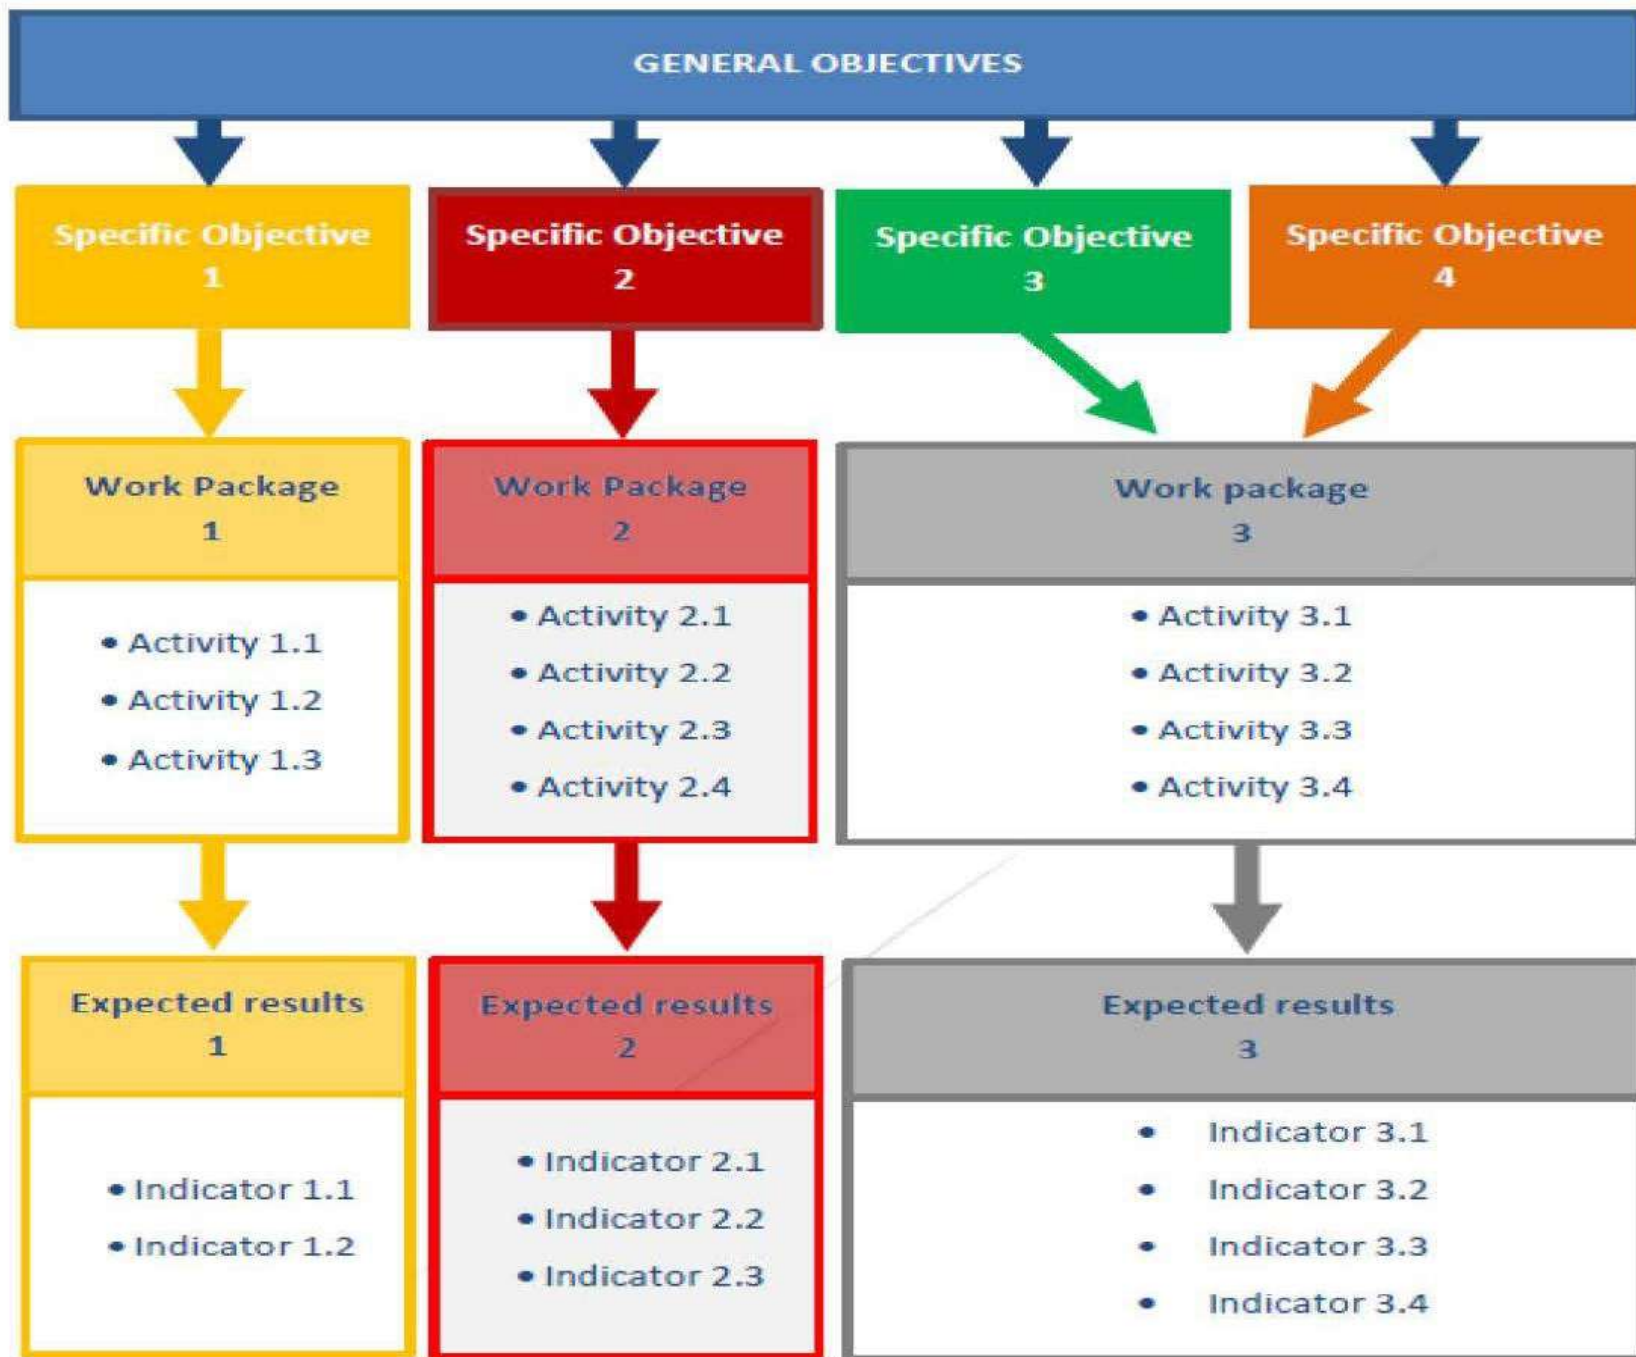 GENERAL OBJECTIVES
Specific Objective
1
Specific Objective
2
Specific Objective
3
Specific Objective
4
Work Package
1
• Activity 1.1
• Activity 1.2
• Activity 1.3
Work Package
2
• Activity 2.1
• Activity 2.2
• Activity 2.3
• Activity 2.4
Work package
3
• Activity 3.1
• Activity 3.2
• Activity 3.3
• Activity 3.4
Expected results
1
• Indicator 1.1
• Indicator 1.2
Expected results
2
• Indicator 2.1
• Indicator 2.2
• Indicator 2.3
Expected results
3
• Indicator 3.1
• Indicator 3.2
• Indicator 3.3
• Indicator 3.4